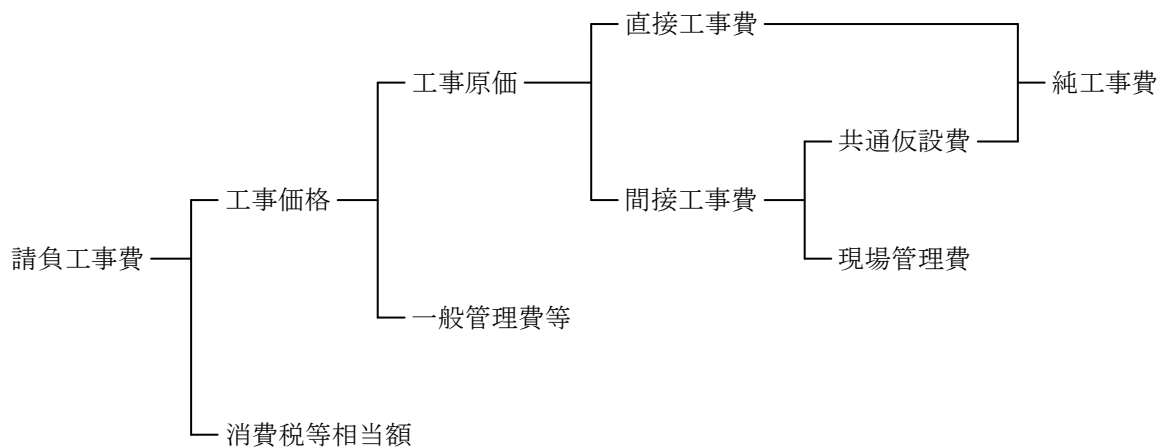 直接工事費
工事原価
純工事費
共通仮設費
工事価格
間接工事費
請負工事費
現場管理費
一般管理費等
消費税等相当額